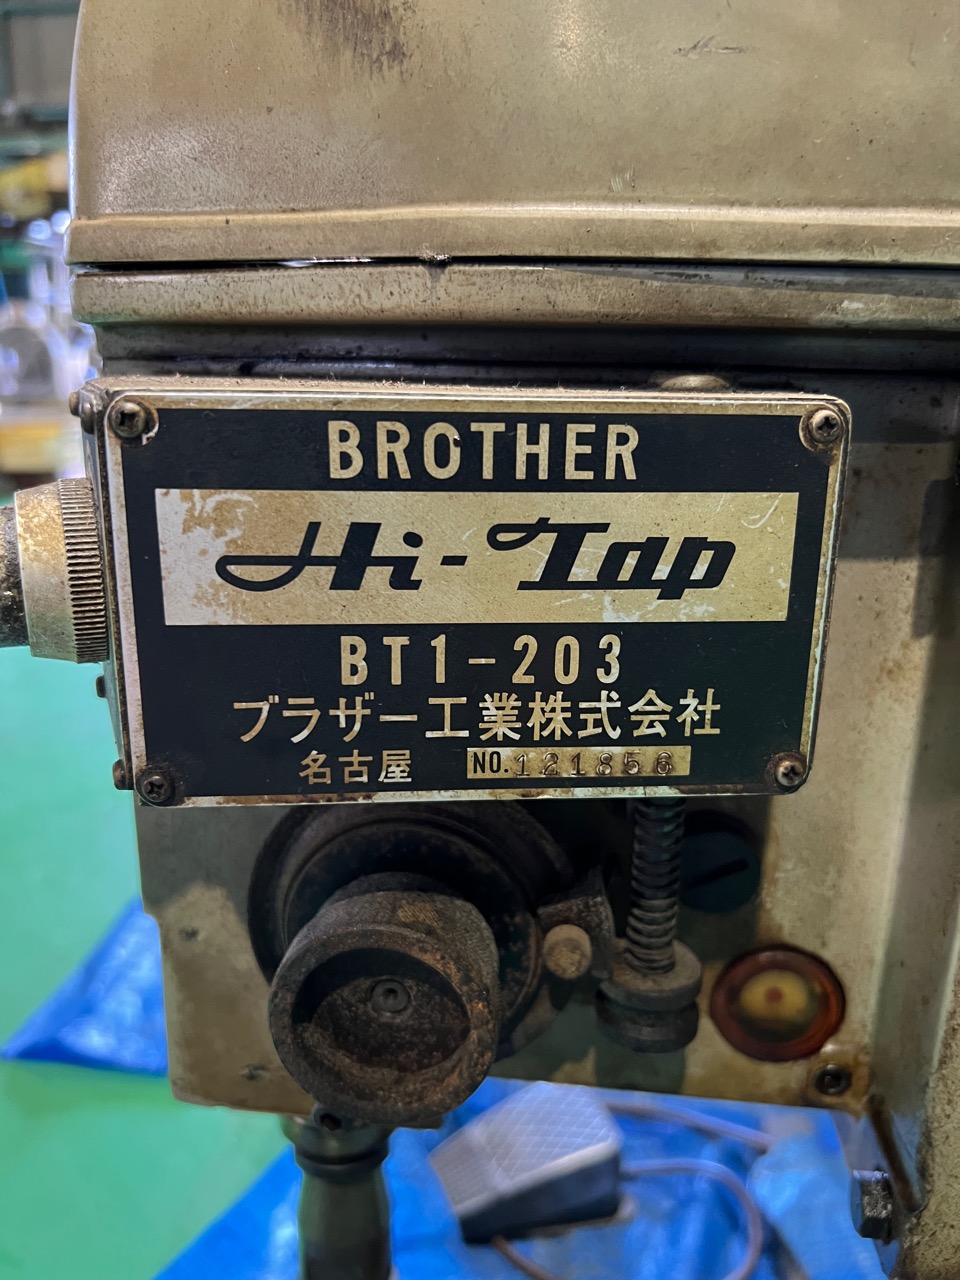 BROTHER
Hi-Tap
BT1-203
ブラザー工業株式会社
名古屋 NO. 121856